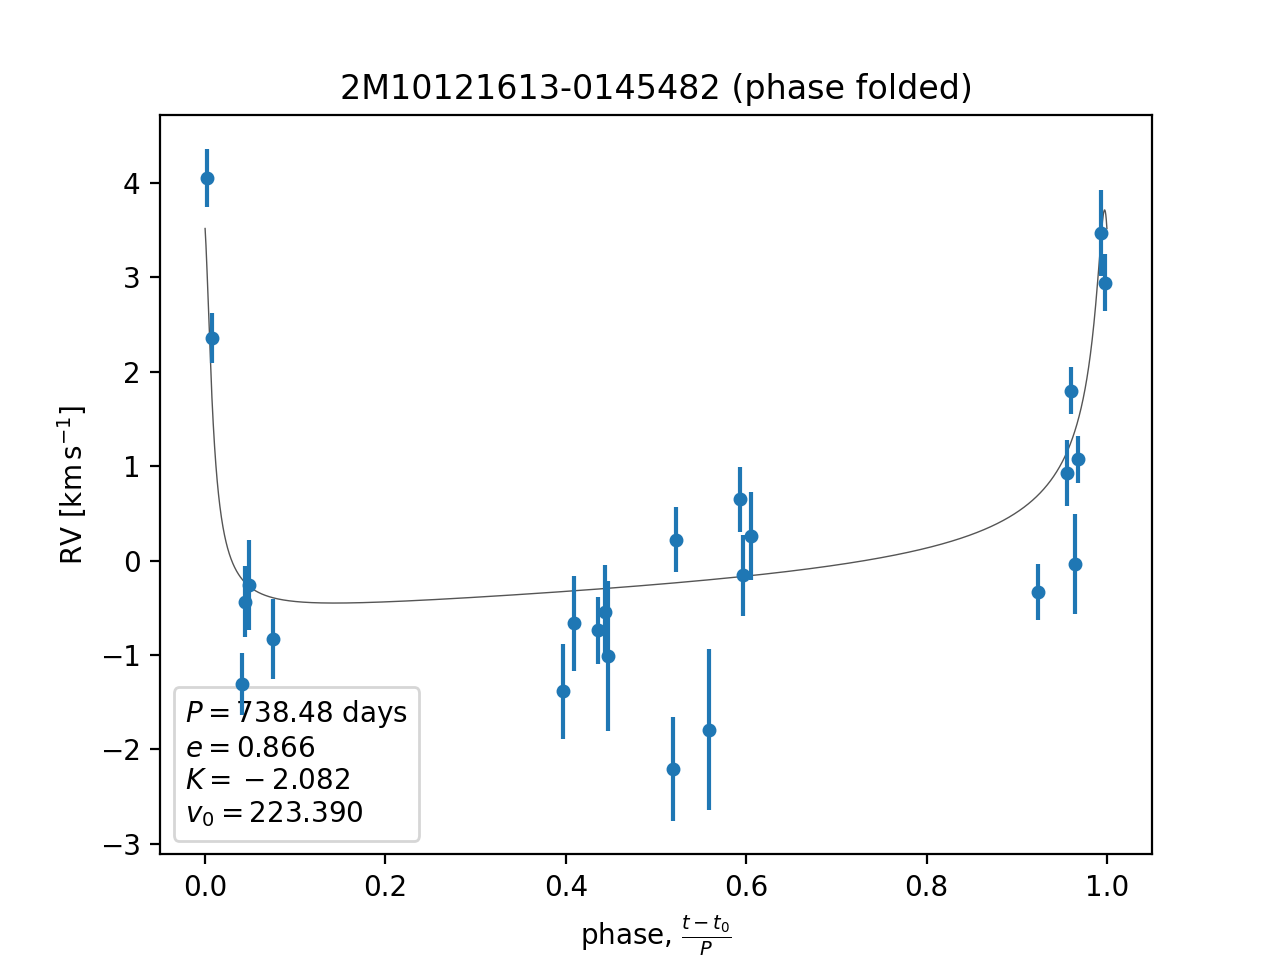 2M10121613-0145482 (phase folded)
4
3
2
1
0
−1
−2
−3
RV [km s⁻¹]
P = 738.48 days
e = 0.866
K = − 2.082
v₀ = 223.390
0.0 0.2 0.4 0.6 0.8 1.0
phase, (t − t₀)/P